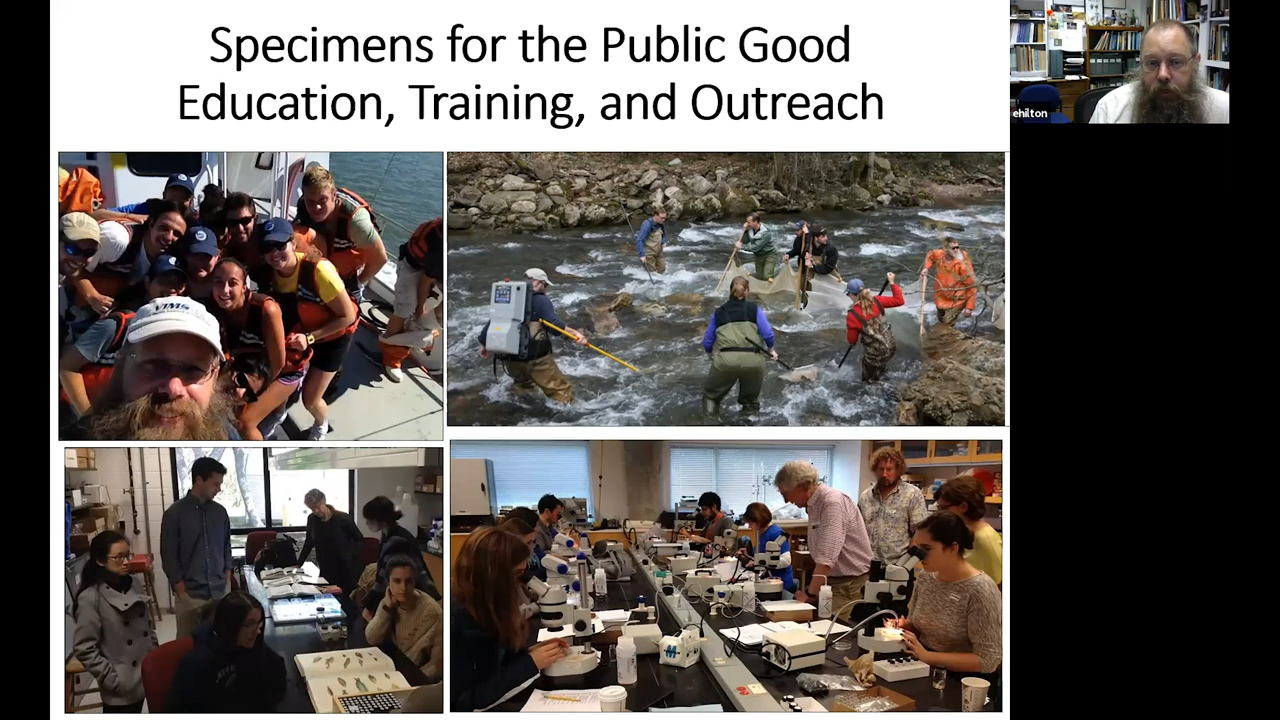 Specimens for the Public Good
Education, Training, and Outreach
ehilton
VIMS